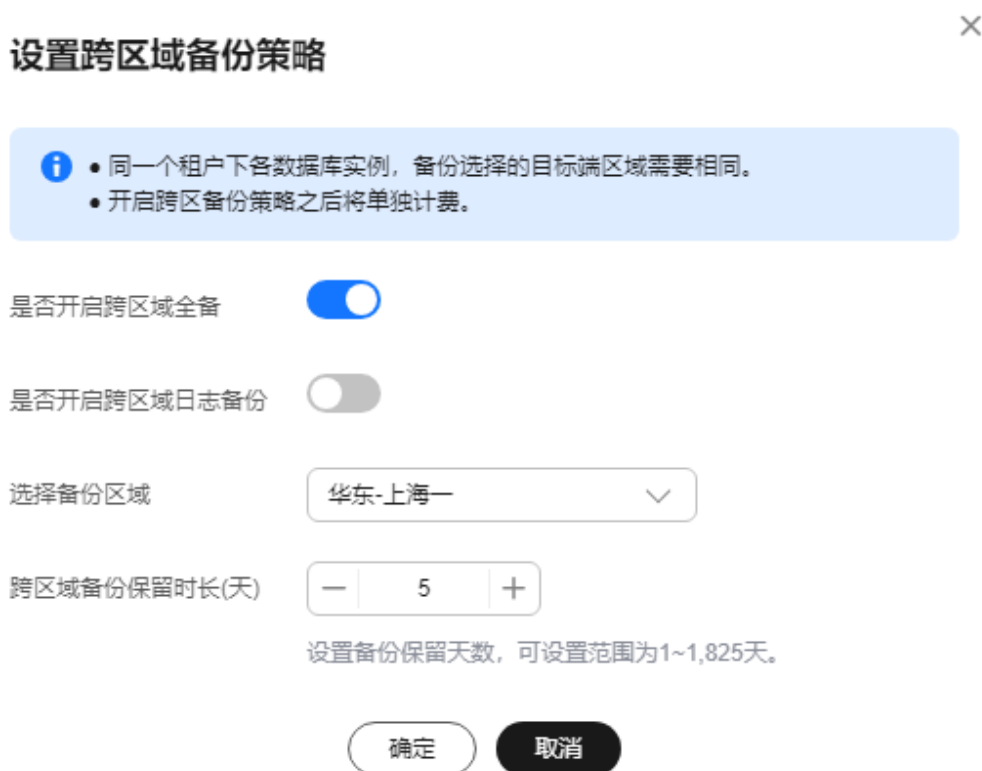 设置跨区域备份策略
● 同一个租户下各数据库实例，备份选择的目标端区域需要相同。
● 开启跨区备份策略之后将单独计费。
是否开启跨区域全备
是否开启跨区域日志备份
选择备份区域 华东-上海一
跨区域备份保留时长(天) 5
设置备份保留天数，可设置范围为1~1,825天。
确定 取消